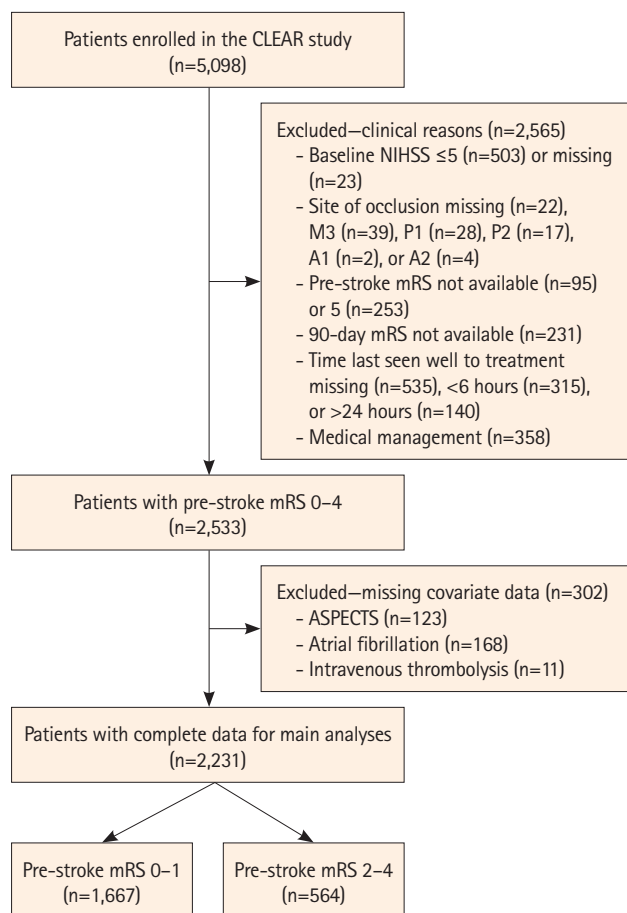 Patients enrolled in the CLEAR study
(n=5,098)
Excluded—clinical reasons (n=2,565)
- Baseline NIHSS ≤5 (n=503) or missing
(n=23)
- Site of occlusion missing (n=22),
M3 (n=39), P1 (n=28), P2 (n=17),
A1 (n=2), or A2 (n=4)
- Pre-stroke mRS not available (n=95)
or 5 (n=253)
- 90-day mRS not available (n=231)
- Time last seen well to treatment
missing (n=535), <6 hours (n=315),
or >24 hours (n=140)
- Medical management (n=358)
Patients with pre-stroke mRS 0–4
(n=2,533)
Excluded—missing covariate data (n=302)
- ASPECTS (n=123)
- Atrial fibrillation (n=168)
- Intravenous thrombolysis (n=11)
Patients with complete data for main analyses
(n=2,231)
Pre-stroke mRS 0–1
(n=1,667)
Pre-stroke mRS 2–4
(n=564)